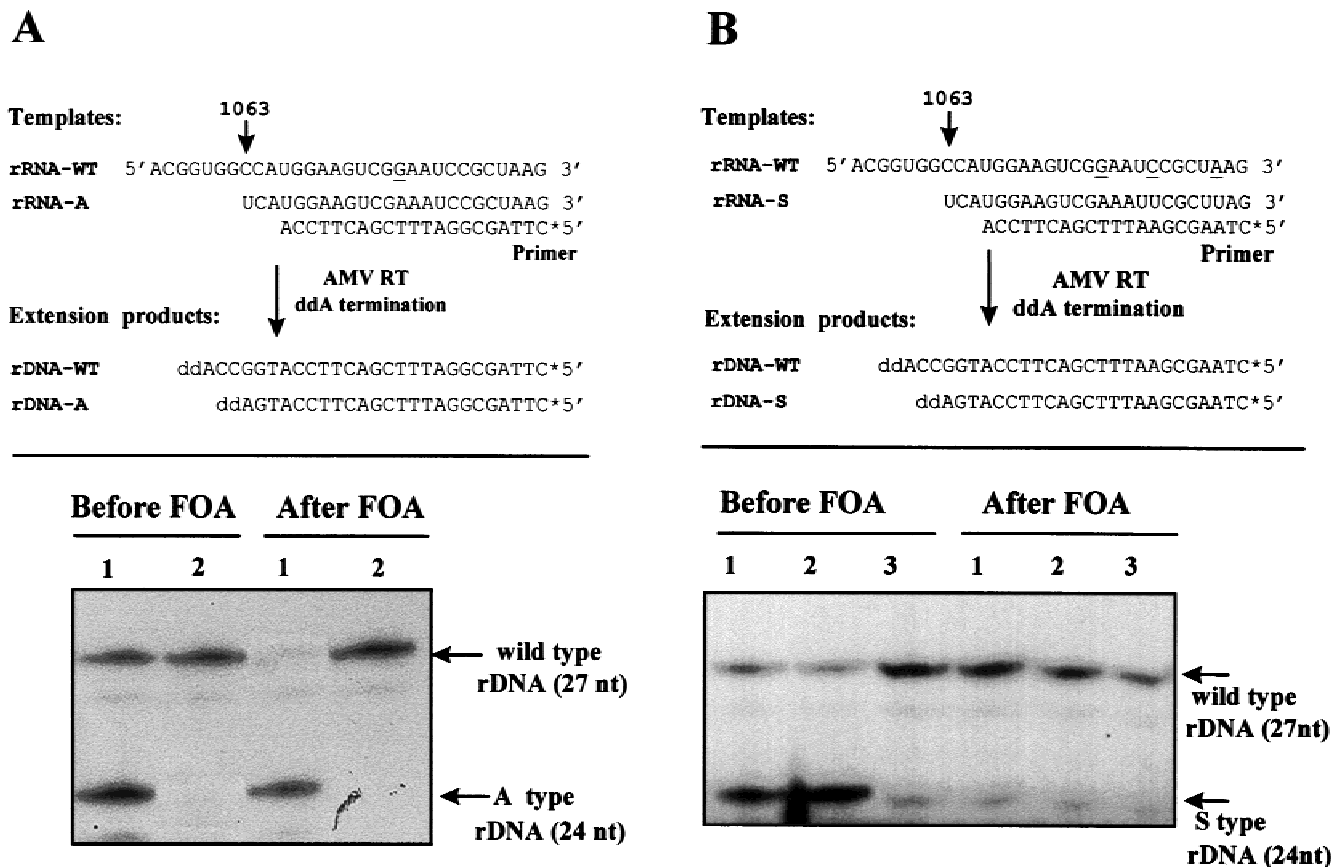 A
1063
Templates:
rRNA-WT 5' ACGGUGGCCAUGGAAGUCGGAAUCCGCUAAG 3'
rRNA-A UCAUGGAAGUCGAAAUCCGCUAAG 3'
ACCTTCAGCTTTAGGCGATTC*5'
Primer
AMV RT
ddA termination
Extension products:
rDNA-WT ddACCGGTACCTTCAGCTTTAGGCGATTC*5'
rDNA-A ddAGTACCTTCAGCTTTAGGCGATTC*5'
Before FOA After FOA
1 2 1 2
wild type
rDNA (27 nt)
A type
rDNA (24 nt)
B
1063
Templates:
rRNA-WT 5' ACGGUGGCCAUGGAAGUCGGAAUCCGCUAAG 3'
rRNA-S UCAUGGAAGUCGAAAUUCGCUUAG 3'
ACCTTCAGCTTTAAGCGAATC*5'
Primer
AMV RT
ddA termination
Extension products:
rDNA-WT ddACCGGTACCTTCAGCTTTAAGCGAATC*5'
rDNA-S ddAGTACCTTCAGCTTTAAGCGAATC*5'
Before FOA After FOA
1 2 3 1 2 3
wild type
rDNA (27nt)
S type
rDNA (24nt)